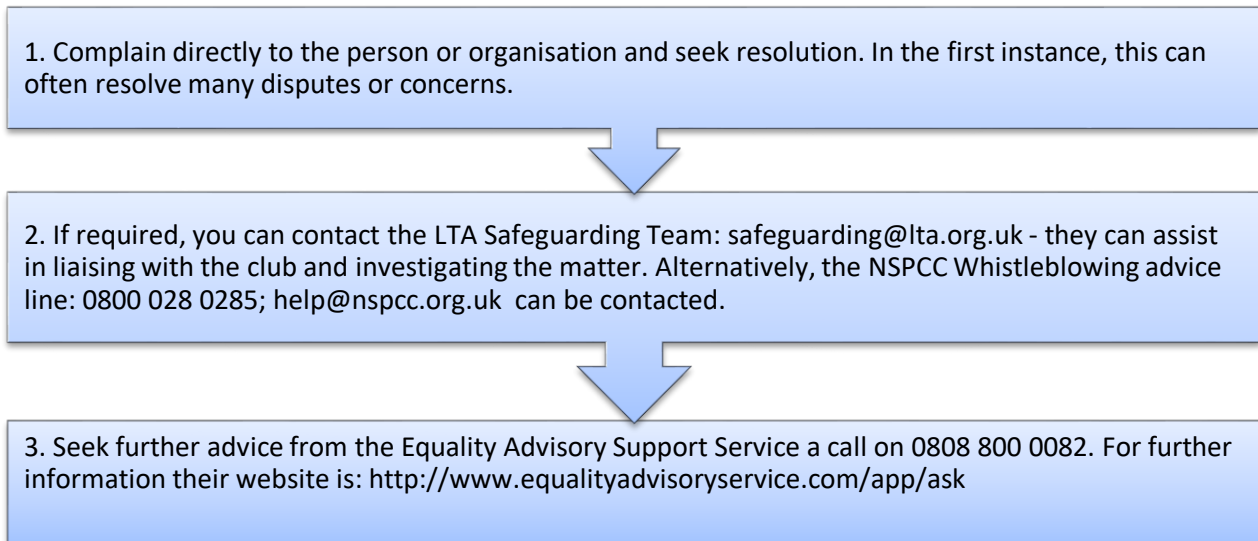 1. Complain directly to the person or organisation and seek resolution. In the first instance, this can
often resolve many disputes or concerns.
2. If required, you can contact the LTA Safeguarding Team: safeguarding@lta.org.uk - they can assist
in liaising with the club and investigating the matter. Alternatively, the NSPCC Whistleblowing advice
line: 0800 028 0285; help@nspcc.org.uk  can be contacted.
3. Seek further advice from the Equality Advisory Support Service a call on 0808 800 0082. For further
information their website is: http://www.equalityadvisoryservice.com/app/ask